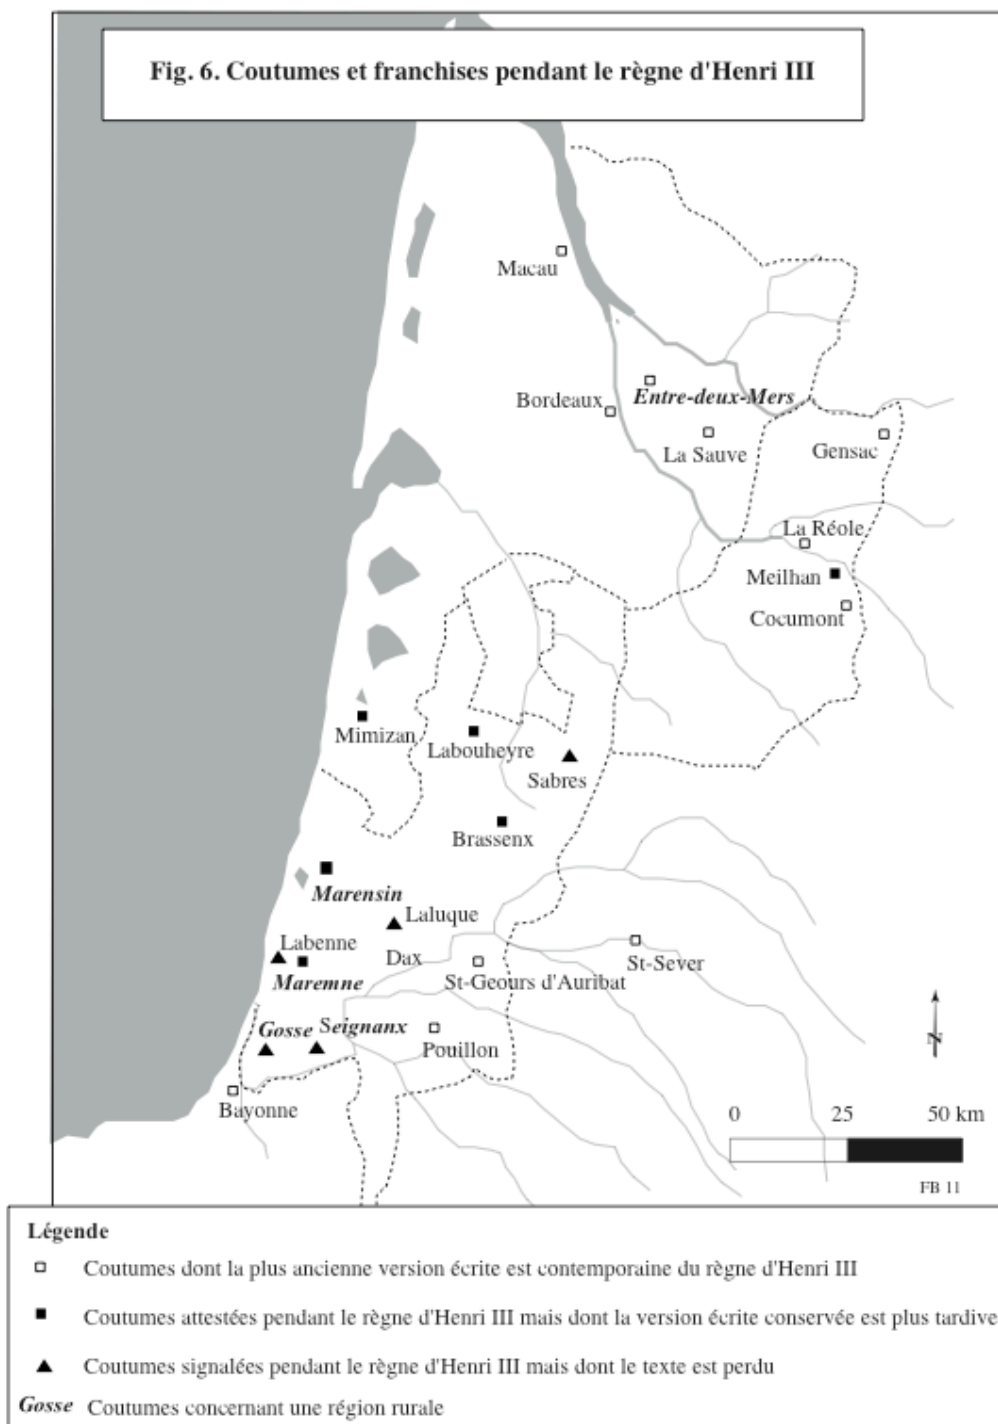 Fig. 6. Coutumes et franchises pendant le règne d'Henri III
Macau
Bordeaux
Entre-deux-Mers
La Sauve
Gensac
La Réole
Meilhan
Cocumont
Mimizan
Labouheyre
Sabres
Brassenx
Marensin
Laluque
Labenne
Dax
Maremne
St-Geours d'Auribat
St-Sever
Gosse
Seignanx
Pouillon
Bayonne
N
0 25 50 km
FB 11
Légende
Coutumes dont la plus ancienne version écrite est contemporaine du règne d'Henri III
Coutumes attestées pendant le règne d'Henri III mais dont la version écrite conservée est plus tardive
Coutumes signalées pendant le règne d'Henri III mais dont le texte est perdu
Gosse Coutumes concernant une région rurale